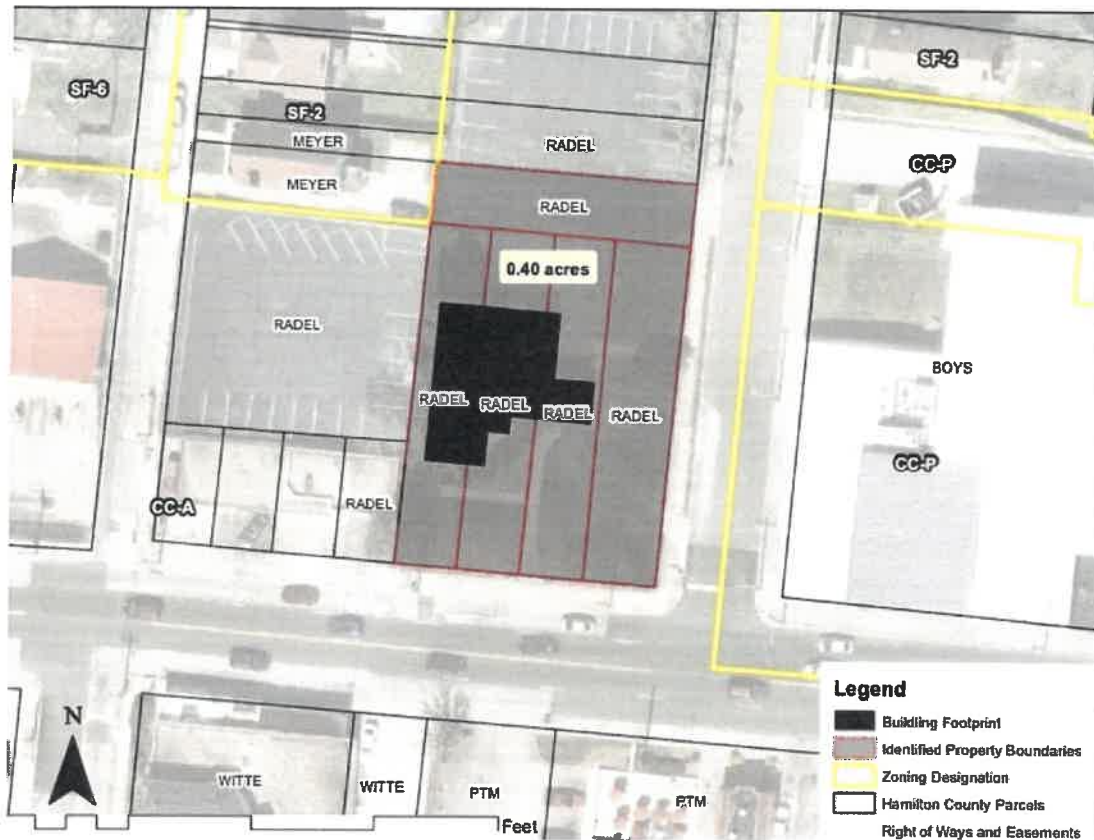 SF-6
SF-2
SF-2
MEYER
RADEL
CC-P
MEYER
RADEL
0.40 acres
RADEL
BOYS
RADEL
RADEL
RADEL
RADEL
CC-P
CC-A
RADEL
Legend
Buildling Footprint
Identified Property Boundaries
Zoning Designation
Hamilton County Parcels
Right of Ways and Easements
N
WITTE
WITTE
PTM
PTM
Feet